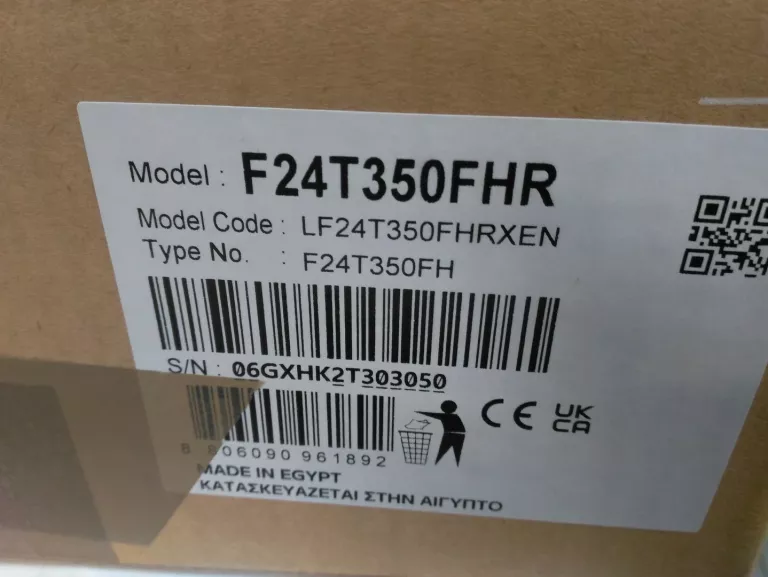 Model : F24T350FHR
Model Code : LF24T350FHRXEN
Type No. : F24T350FH
S/N : 06GXHK2T303050
8 806090 961892
CE UK CA
MADE IN EGYPT
ΚΑΤΑΣΚΕΥΑΖΕΤΑΙ ΣΤΗΝ ΑΙΓΥΠΤΟ